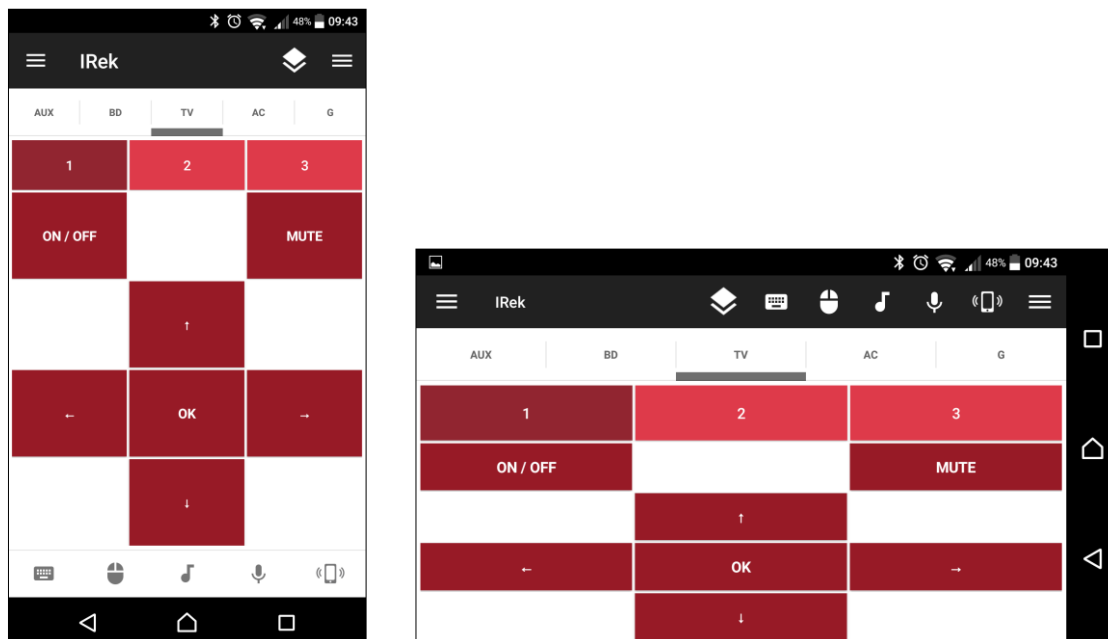 48% 09:43
IRek
AUX BD TV AC G
1 2 3
ON / OFF MUTE
↑
← OK →
↓
48% 09:43
IRek
AUX BD TV AC G
1 2 3
ON / OFF MUTE
↑
← OK →
↓